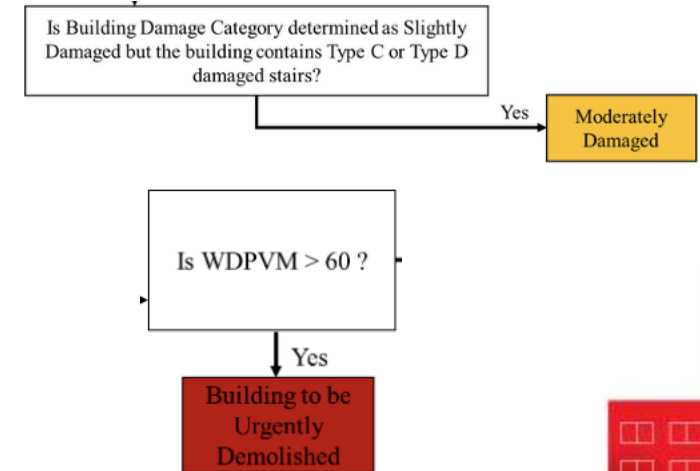 Is Building Damage Category determined as Slightly
Damaged but the building contains Type C or Type D
damaged stairs?
Yes
Moderately
Damaged
Is WDPVM > 60 ?
Yes
Building to be
Urgently
Demolished